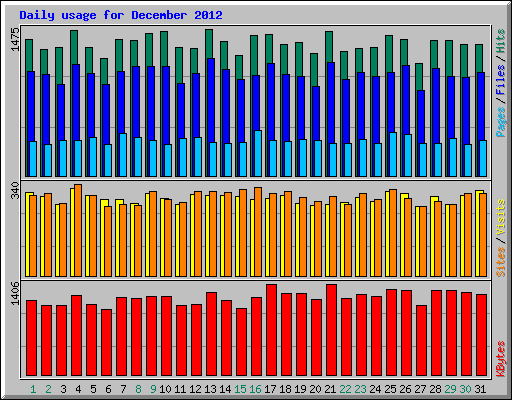 Daily usage for December 2012
1475
Pages / Files / Hits
340
Sites / Visits
1406
KBytes
1 2 3 4 5 6 7 8 9 10 11 12 13 14 15 16 17 18 19 20 21 22 23 24 25 26 27 28 29 30 31